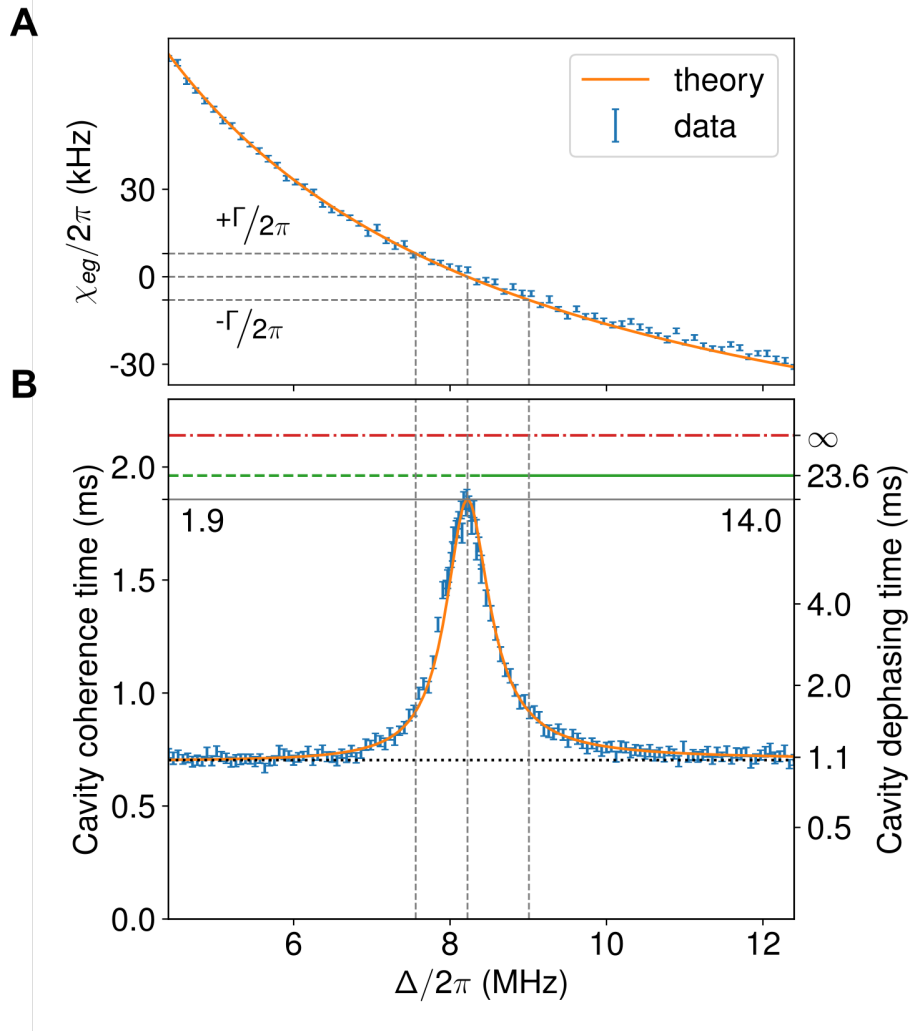 A
χeg/2π (kHz)
30
0
-30
+Γ/2π
-Γ/2π
theory
data
B
Cavity coherence time (ms)
2.0
1.5
1.0
0.5
0.0
1.9
14.0
∞
23.6
4.0
2.0
1.1
0.5
Cavity dephasing time (ms)
6
8
10
12
Δ/2π (MHz)